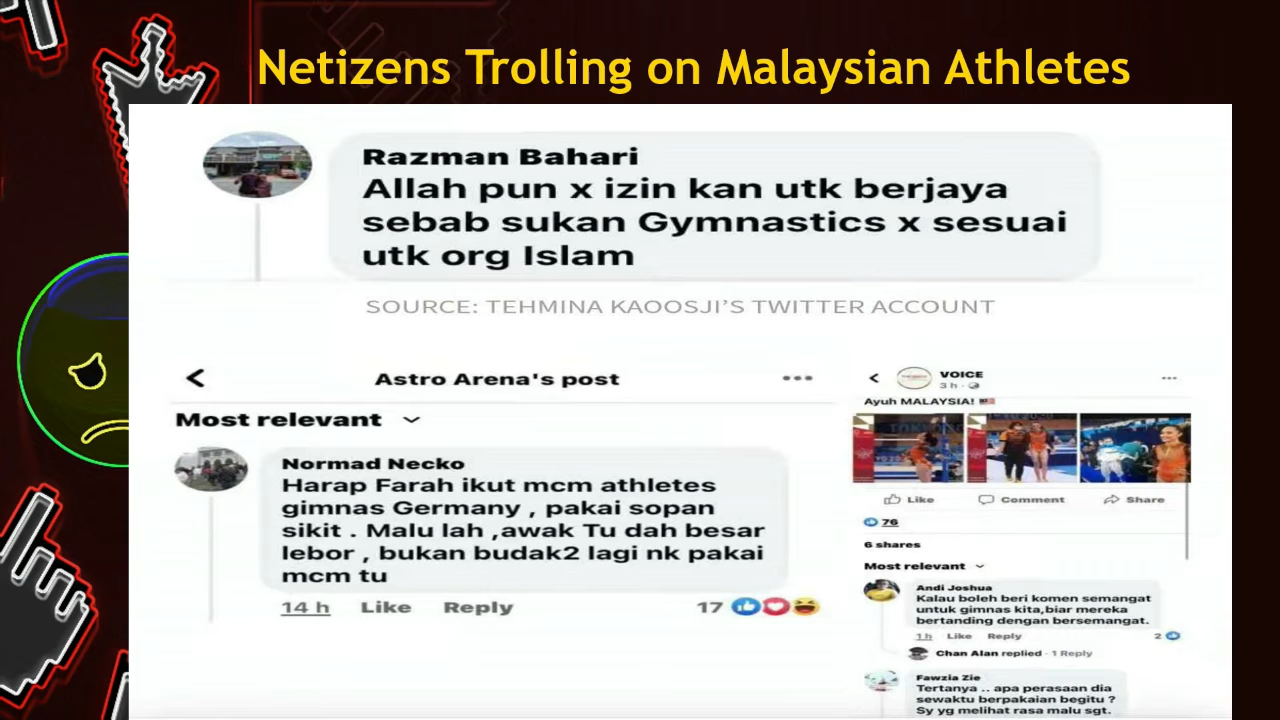 Netizens Trolling on Malaysian Athletes
Razman Bahari
Allah pun x izin kan utk berjaya
sebab sukan Gymnastics x sesuai
utk org Islam
SOURCE: TEHMINA KAOOSJI'S TWITTER ACCOUNT
Astro Arena's post
Most relevant
Normad Necko
Harap Farah ikut mcm athletes
gimnas Germany , pakai sopan
sikit . Malu lah ,awak Tu dah besar
lebor , bukan budak2 lagi nk pakai
mcm tu
14 h Like Reply 17
VOICE
3 h ·
Ayuh MALAYSIA!
Like Comment Share
76
6 shares
Most relevant
Andi Joshua
Kalau boleh beri komen semangat
untuk gimnas kita,biar mereka
bertanding dengan bersemangat.
1 h Like Reply 2
Chan Alan replied · 1 Reply
Fawzia Zie
Tertanya .. apa perasaan dia
sewaktu berpakaian begitu ?
Sy yg melihat rasa malu sgt.